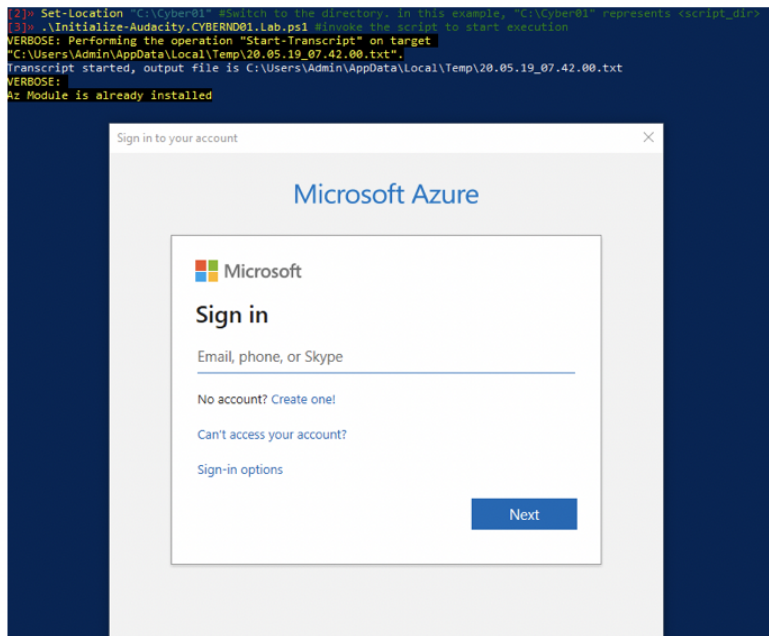 [2]» Set-Location "C:\Cyber01" #Switch to the directory. in this example, "C:\Cyber01" represents <script_dir>
[3]» .\Initialize-Audacity.CYBERND01.Lab.ps1 #invoke the script to start execution
VERBOSE: Performing the operation "Start-Transcript" on target
"C:\Users\Admin\AppData\Local\Temp\20.05.19_07.42.00.txt".
Transcript started, output file is C:\Users\Admin\AppData\Local\Temp\20.05.19_07.42.00.txt
VERBOSE:
Az Module is already installed
Sign in to your account
Microsoft Azure
Microsoft
Sign in
Email, phone, or Skype
No account? Create one!
Can't access your account?
Sign-in options
Next